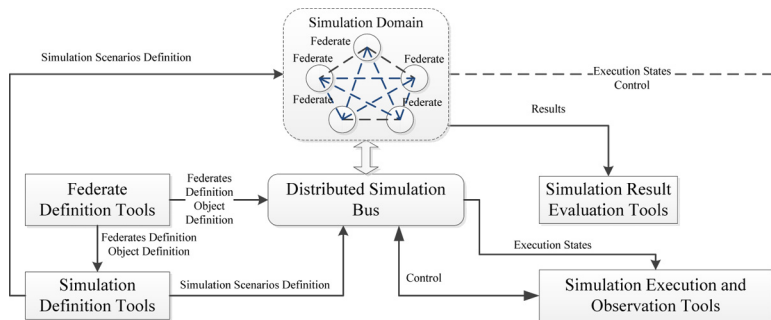 Simulation Domain
Federate
Federate
Federate
Federate
Federate
Simulation Scenarios Definition
Execution States
Control
Results
Federate
Definition Tools
Federates
Definition
Object
Definition
Distributed Simulation
Bus
Simulation Result
Evaluation Tools
Federates Definition
Object Definition
Execution States
Simulation
Definition Tools
Simulation Scenarios Definition
Control
Simulation Execution and
Observation Tools